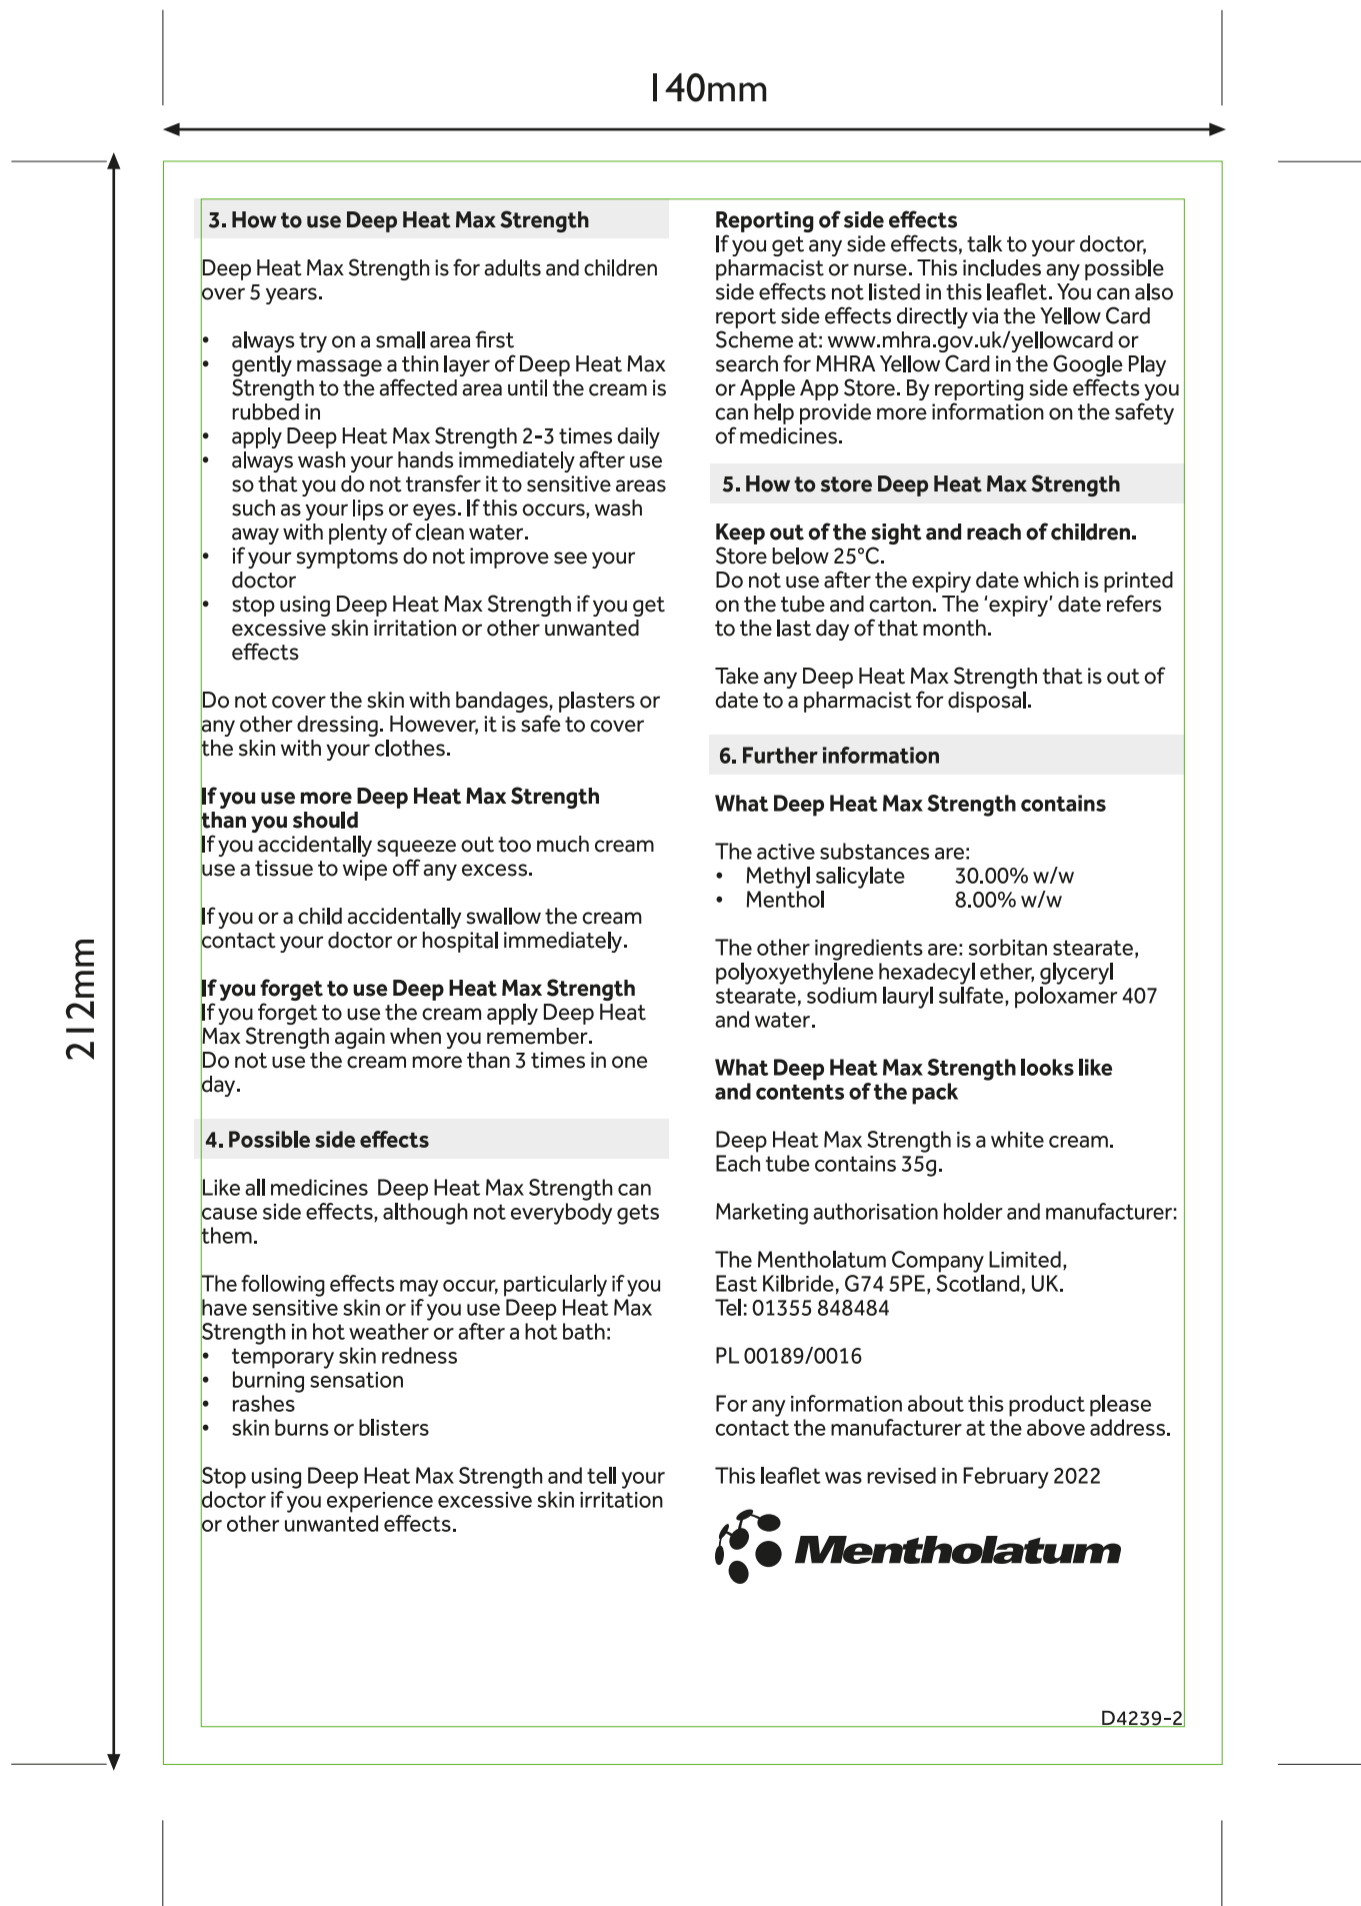 140mm
212mm
3. How to use Deep Heat Max Strength
Deep Heat Max Strength is for adults and children
over 5 years.
• always try on a small area first
• gently massage a thin layer of Deep Heat Max
Strength to the affected area until the cream is
rubbed in
• apply Deep Heat Max Strength 2-3 times daily
• always wash your hands immediately after use
so that you do not transfer it to sensitive areas
such as your lips or eyes. If this occurs, wash
away with plenty of clean water.
• if your symptoms do not improve see your
doctor
• stop using Deep Heat Max Strength if you get
excessive skin irritation or other unwanted
effects
Do not cover the skin with bandages, plasters or
any other dressing. However, it is safe to cover
the skin with your clothes.
If you use more Deep Heat Max Strength
than you should
If you accidentally squeeze out too much cream
use a tissue to wipe off any excess.
If you or a child accidentally swallow the cream
contact your doctor or hospital immediately.
If you forget to use Deep Heat Max Strength
If you forget to use the cream apply Deep Heat
Max Strength again when you remember.
Do not use the cream more than 3 times in one
day.
4. Possible side effects
Like all medicines  Deep Heat Max Strength can
cause side effects, although not everybody gets
them.
The following effects may occur, particularly if you
have sensitive skin or if you use Deep Heat Max
Strength in hot weather or after a hot bath:
• temporary skin redness
• burning sensation
• rashes
• skin burns or blisters
Stop using Deep Heat Max Strength and tell your
doctor if you experience excessive skin irritation
or other unwanted effects.
Reporting of side effects
If you get any side effects, talk to your doctor,
pharmacist or nurse. This includes any possible
side effects not listed in this leaflet. You can also
report side effects directly via the Yellow Card
Scheme at: www.mhra.gov.uk/yellowcard or
search for MHRA Yellow Card in the Google Play
or Apple App Store. By reporting side effects you
can help provide more information on the safety
of medicines.
5. How to store Deep Heat Max Strength
Keep out of the sight and reach of children.
Store below 25°C.
Do not use after the expiry date which is printed
on the tube and carton. The ‘expiry’ date refers
to the last day of that month.
Take any Deep Heat Max Strength that is out of
date to a pharmacist for disposal.
6. Further information
What Deep Heat Max Strength contains
The active substances are:
• Methyl salicylate 30.00% w/w
• Menthol 8.00% w/w
The other ingredients are: sorbitan stearate,
polyoxyethylene hexadecyl ether, glyceryl
stearate, sodium lauryl sulfate, poloxamer 407
and water.
What Deep Heat Max Strength looks like
and contents of the pack
Deep Heat Max Strength is a white cream.
Each tube contains 35g.
Marketing authorisation holder and manufacturer:
The Mentholatum Company Limited,
East Kilbride, G74 5PE, Scotland, UK.
Tel: 01355 848484
PL 00189/0016
For any information about this product please
contact the manufacturer at the above address.
This leaflet was revised in February 2022
Mentholatum
D4239-2